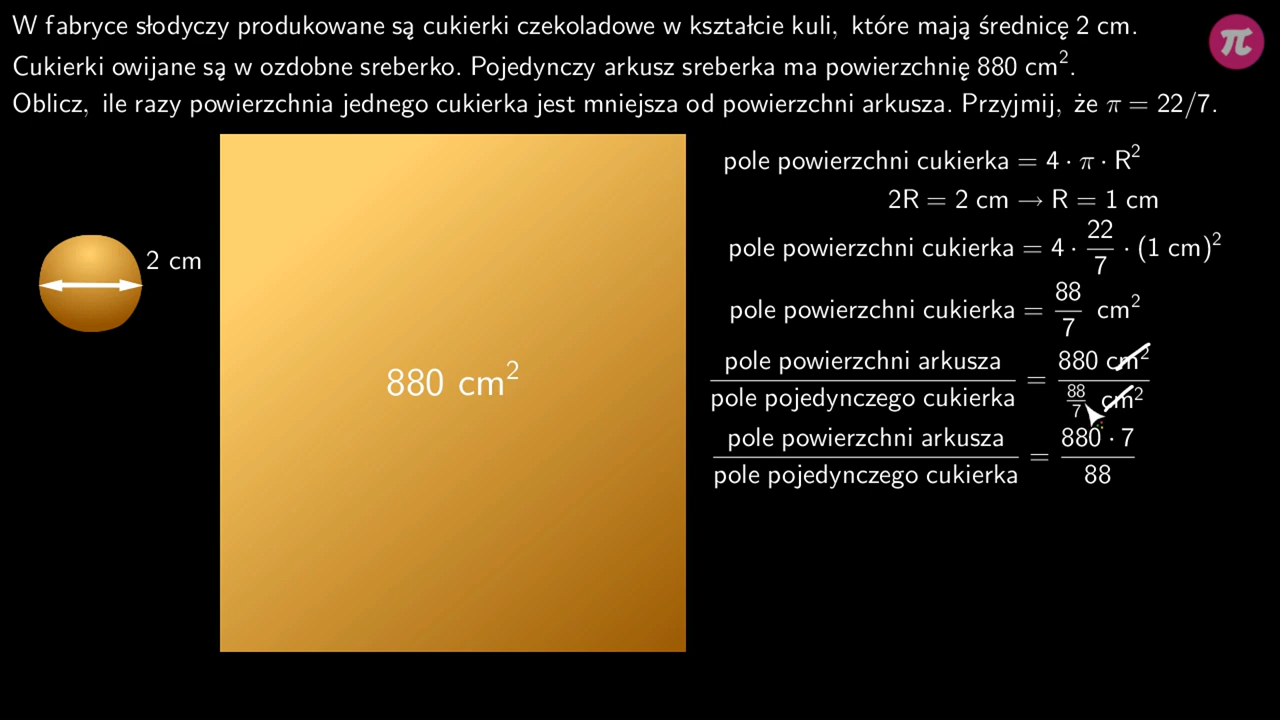 W fabryce słodyczy produkowane są cukierki czekoladowe w kształcie kuli, które mają średnicę 2 cm.
Cukierki owijane są w ozdobne sreberko. Pojedynczy arkusz sreberka ma powierzchnię 880 cm².
Oblicz, ile razy powierzchnia jednego cukierka jest mniejsza od powierzchni arkusza. Przyjmij, że π = 22/7.
π
2 cm
880 cm²
pole powierzchni cukierka = 4 · π · R²
2R = 2 cm → R = 1 cm
pole powierzchni cukierka = 4 · 22/7 · (1 cm)²
pole powierzchni cukierka = 88/7 cm²
pole powierzchni arkusza / pole pojedynczego cukierka = 880 cm² / (88/7 cm²)
pole powierzchni arkusza / pole pojedynczego cukierka = 880 · 7 / 88